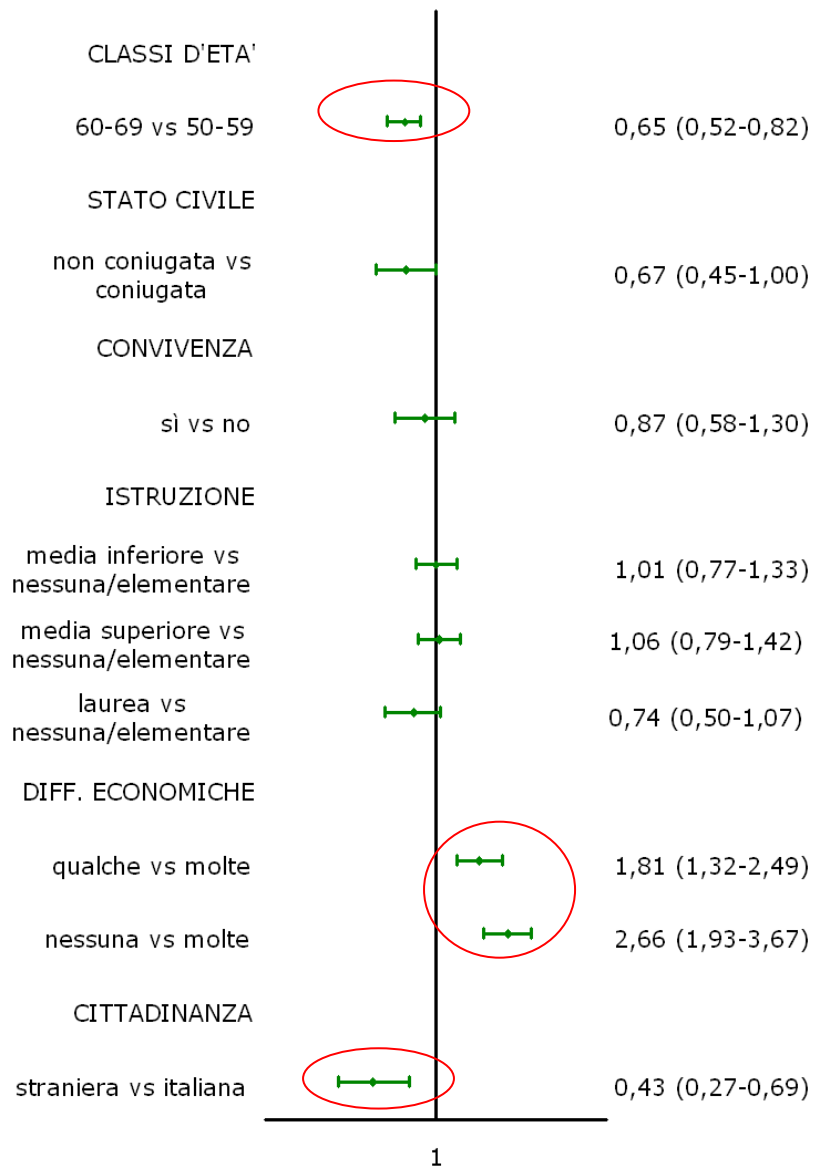 CLASSI D'ETA'
60-69 vs 50-59 0,65 (0,52-0,82)
STATO CIVILE
non coniugata vs
coniugata 0,67 (0,45-1,00)
CONVIVENZA
sì vs no 0,87 (0,58-1,30)
ISTRUZIONE
media inferiore vs
nessuna/elementare 1,01 (0,77-1,33)
media superiore vs
nessuna/elementare 1,06 (0,79-1,42)
laurea vs
nessuna/elementare 0,74 (0,50-1,07)
DIFF. ECONOMICHE
qualche vs molte 1,81 (1,32-2,49)
nessuna vs molte 2,66 (1,93-3,67)
CITTADINANZA
straniera vs italiana 0,43 (0,27-0,69)
1